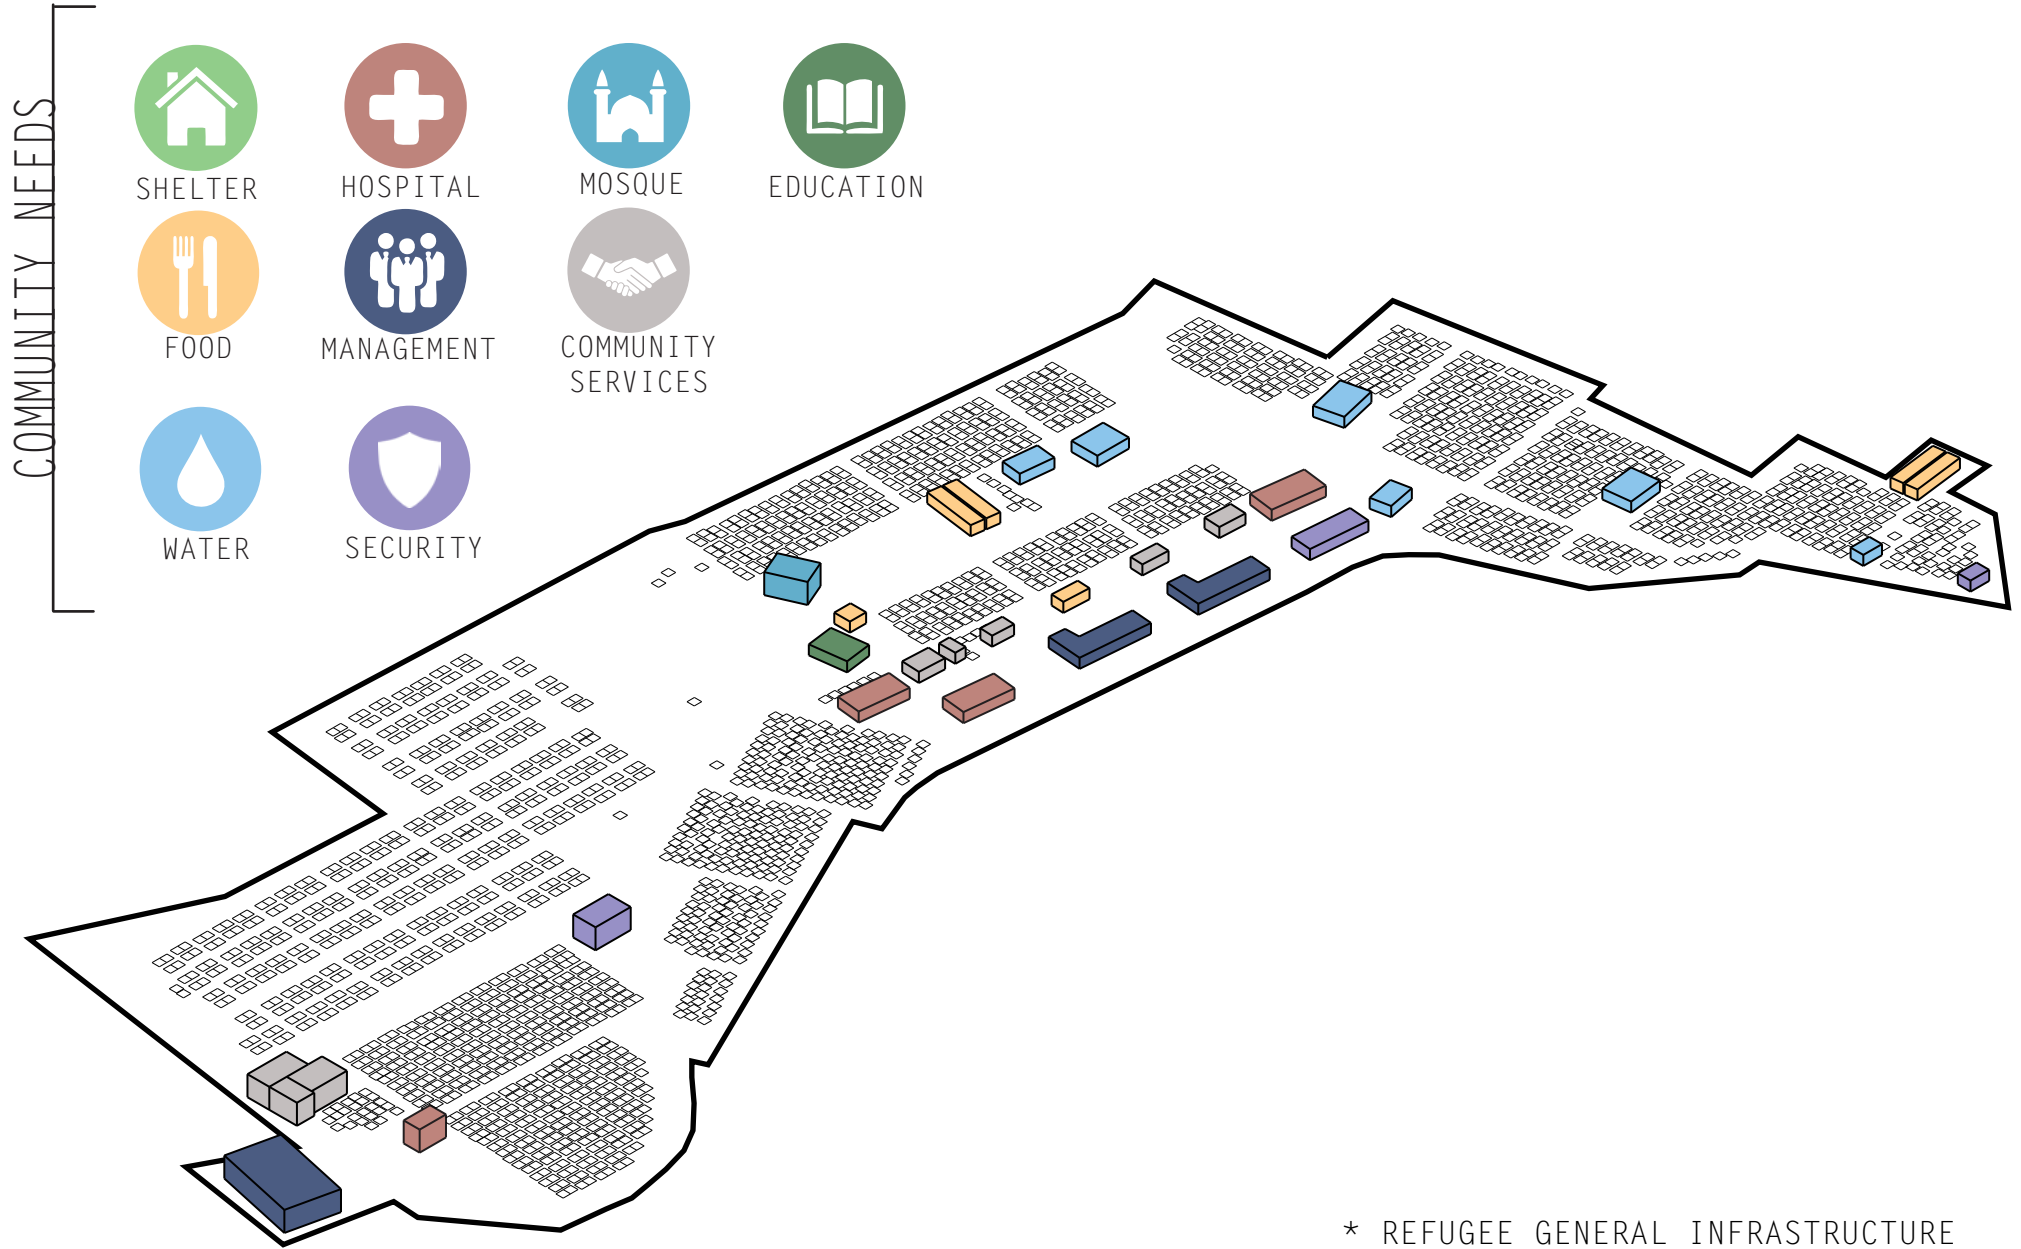 COMMUNITY NEEDS
SHELTER
HOSPITAL
MOSQUE
EDUCATION
FOOD
MANAGEMENT
COMMUNITY
SERVICES
WATER
SECURITY
* REFUGEE GENERAL INFRASTRUCTURE